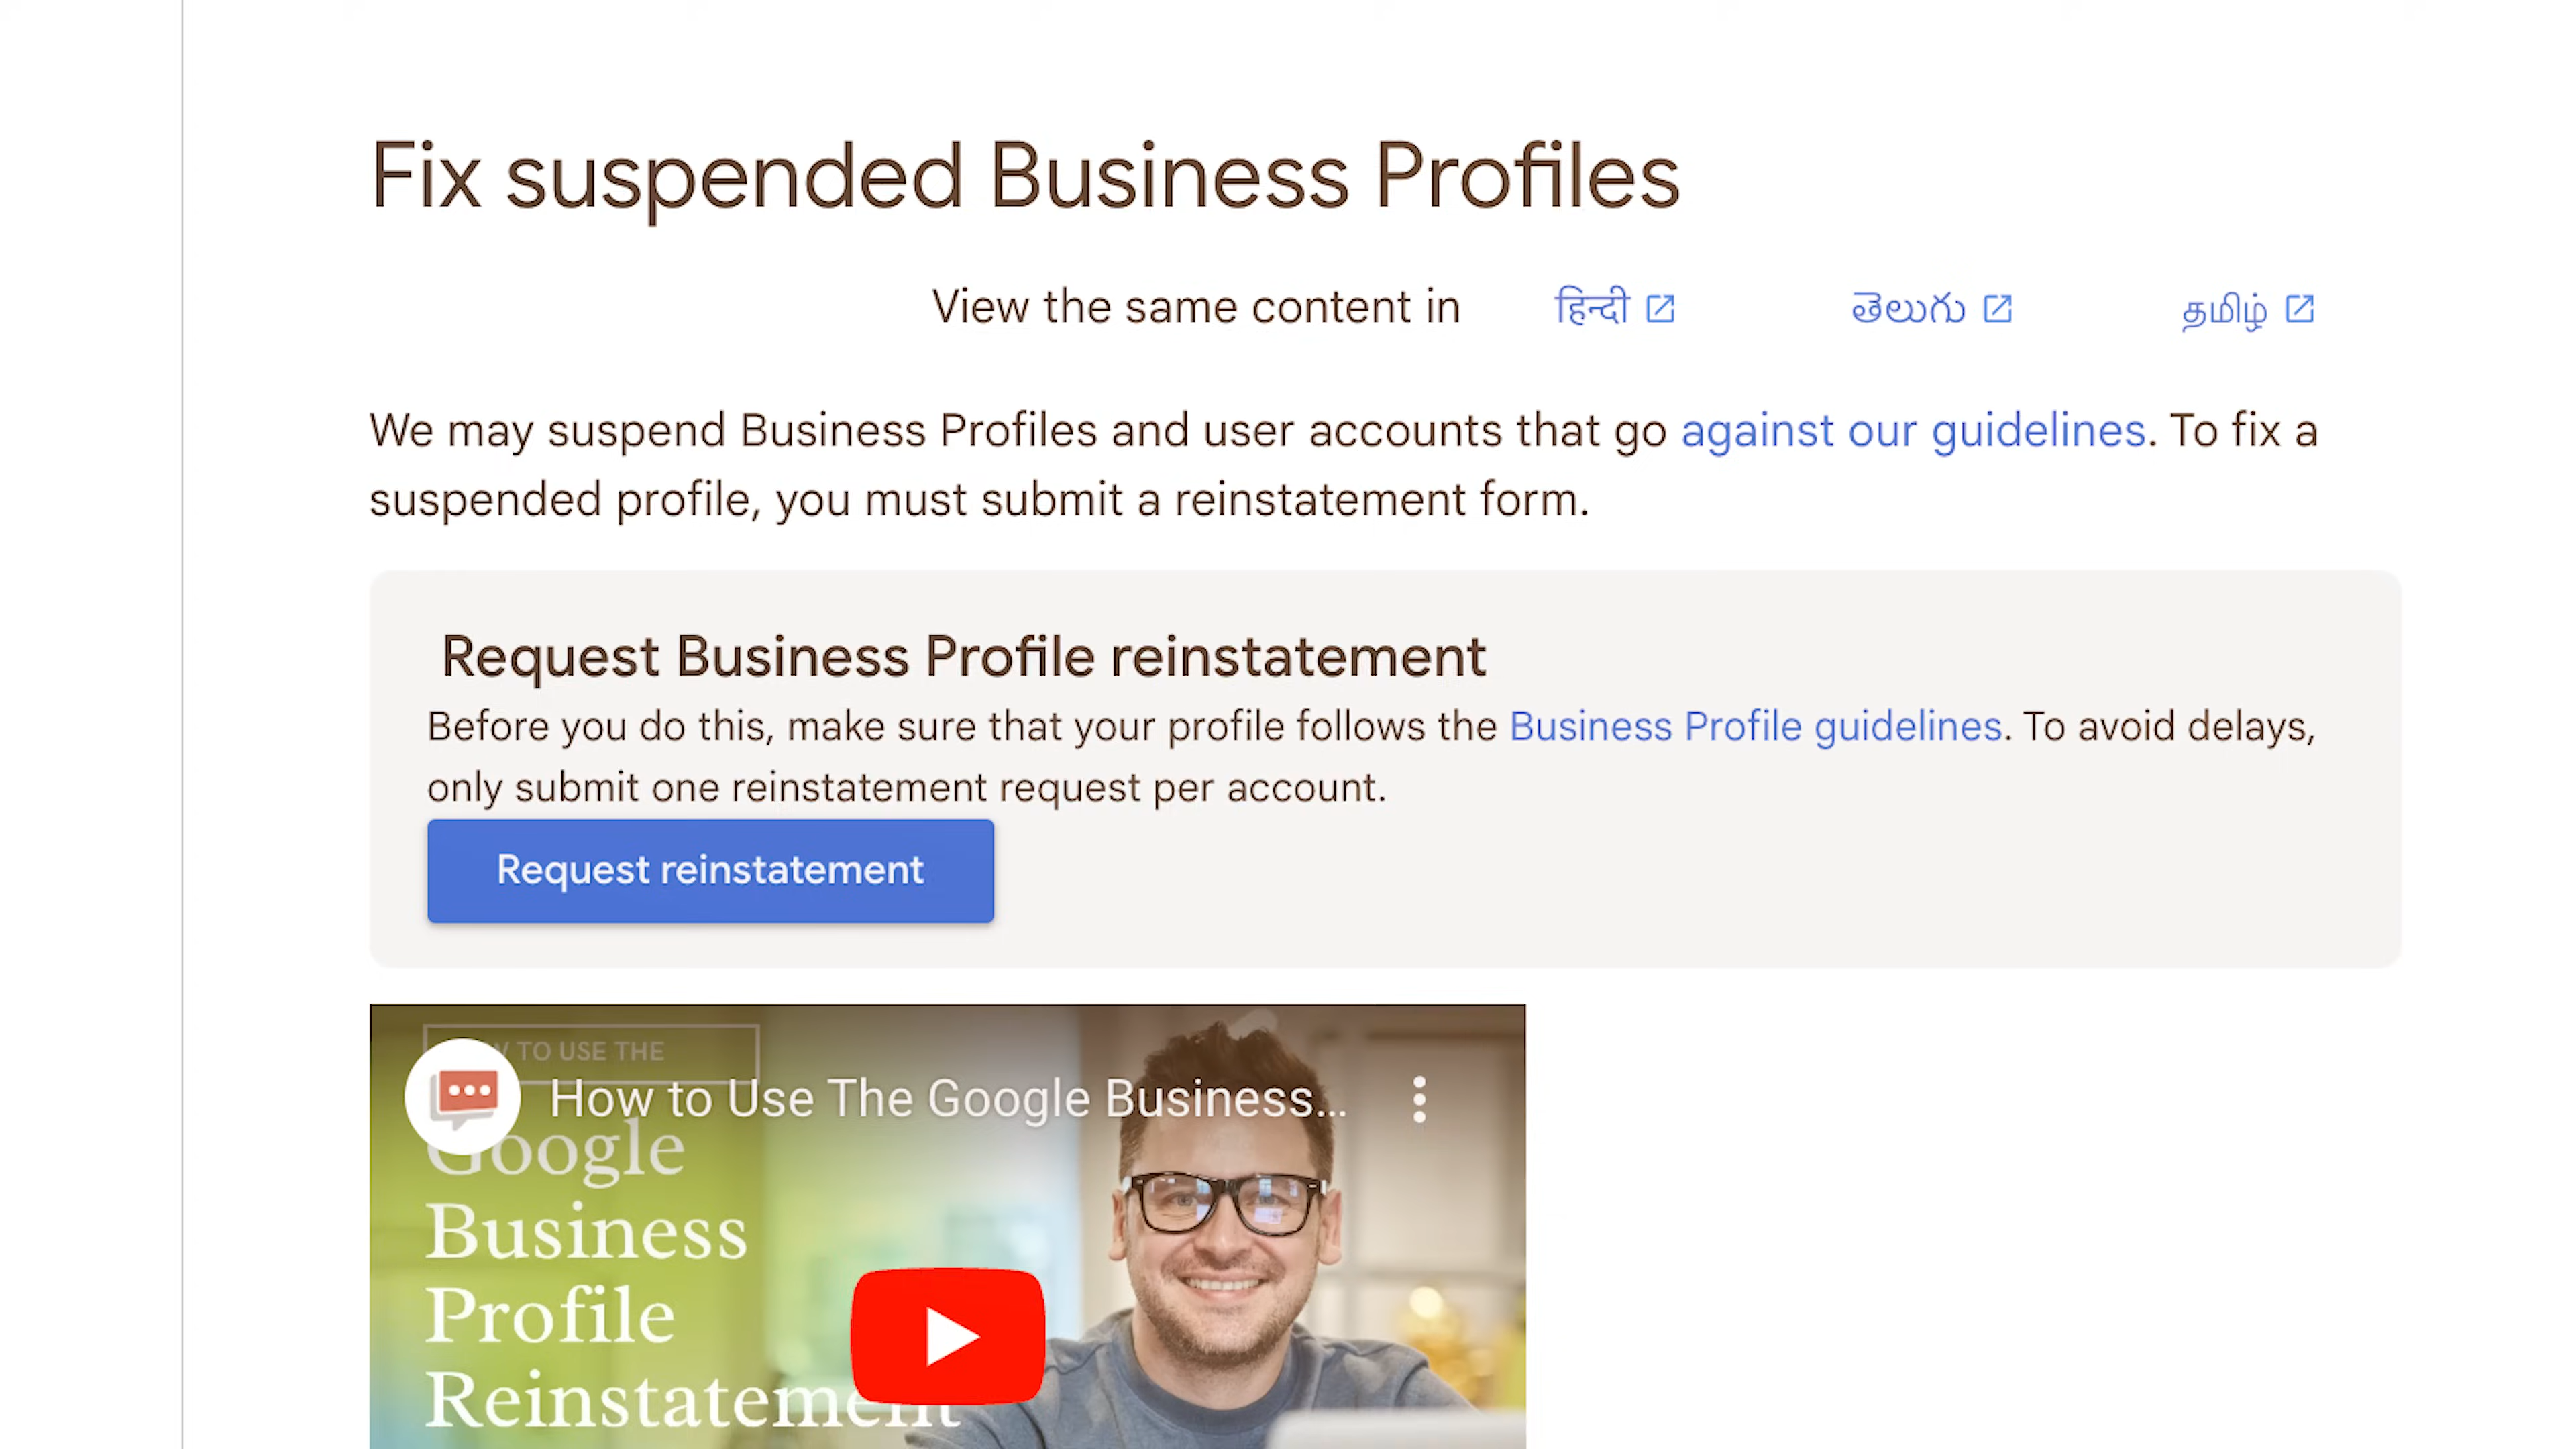 Fix suspended Business Profiles
View the same content in हिन्दी తెలుగు தமிழ்
We may suspend Business Profiles and user accounts that go against our guidelines. To fix a
suspended profile, you must submit a reinstatement form.
Request Business Profile reinstatement
Before you do this, make sure that your profile follows the Business Profile guidelines. To avoid delays,
only submit one reinstatement request per account.
Request reinstatement
TO USE THE
How to Use The Google Business...
Google
Business
Profile
Reinstatement